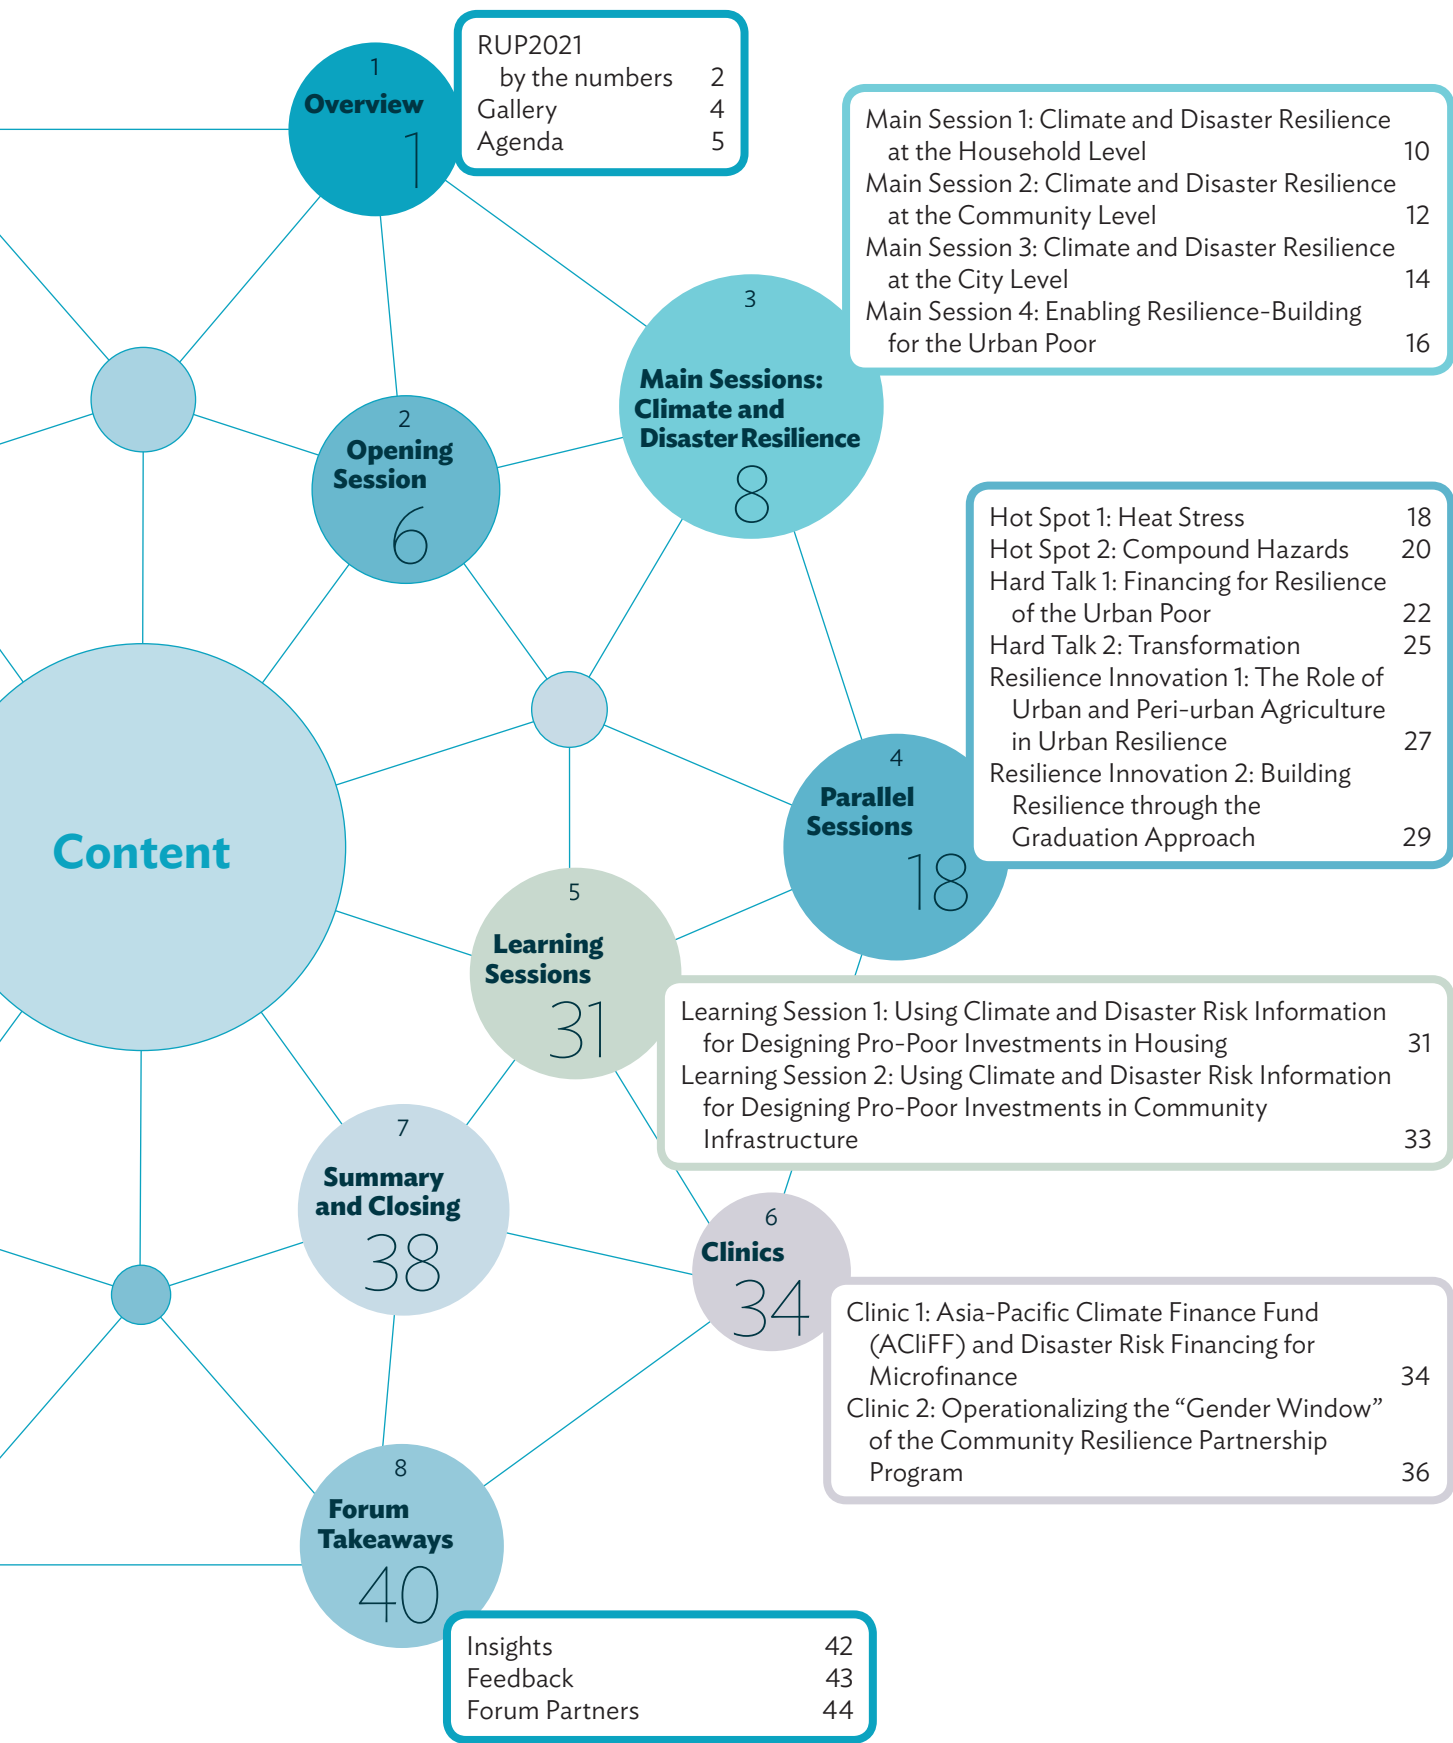 Content
1
Overview
1
RUP2021
by the numbers 2
Gallery 4
Agenda 5
2
Opening
Session
6
3
Main Sessions:
Climate and
Disaster Resilience
8
Main Session 1: Climate and Disaster Resilience
at the Household Level 10
Main Session 2: Climate and Disaster Resilience
at the Community Level 12
Main Session 3: Climate and Disaster Resilience
at the City Level 14
Main Session 4: Enabling Resilience-Building
for the Urban Poor 16
4
Parallel
Sessions
18
Hot Spot 1: Heat Stress 18
Hot Spot 2: Compound Hazards 20
Hard Talk 1: Financing for Resilience
of the Urban Poor 22
Hard Talk 2: Transformation 25
Resilience Innovation 1: The Role of
Urban and Peri-urban Agriculture
in Urban Resilience 27
Resilience Innovation 2: Building
Resilience through the
Graduation Approach 29
5
Learning
Sessions
31
Learning Session 1: Using Climate and Disaster Risk Information
for Designing Pro-Poor Investments in Housing 31
Learning Session 2: Using Climate and Disaster Risk Information
for Designing Pro-Poor Investments in Community
Infrastructure 33
6
Clinics
34
Clinic 1: Asia-Pacific Climate Finance Fund
(ACliFF) and Disaster Risk Financing for
Microfinance 34
Clinic 2: Operationalizing the “Gender Window”
of the Community Resilience Partnership
Program 36
7
Summary
and Closing
38
8
Forum
Takeaways
40
Insights 42
Feedback 43
Forum Partners 44